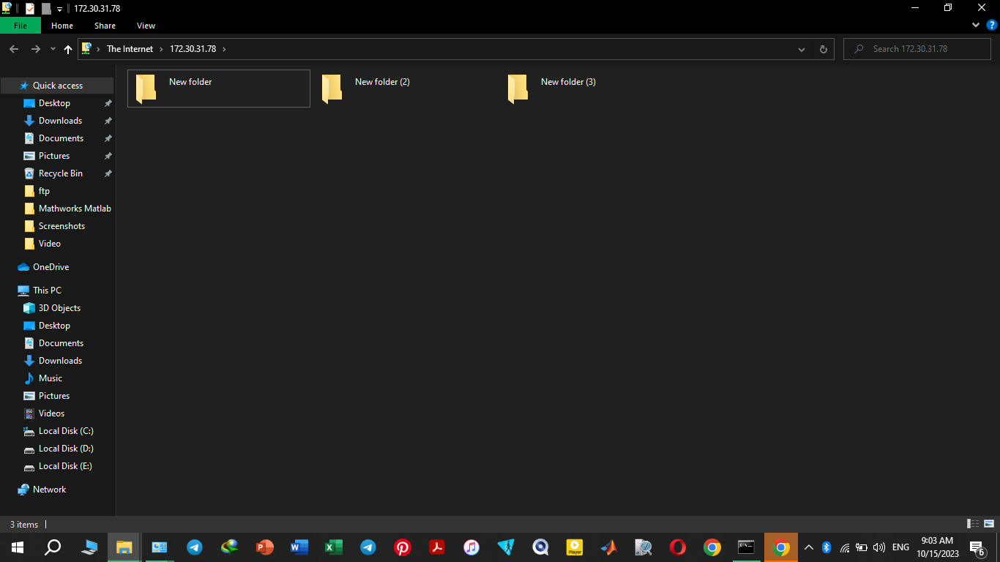 172.30.31.78
File Home Share View
The Internet 172.30.31.78 Search 172.30.31.78
New folder New folder (2) New folder (3)
Quick access
Desktop
Downloads
Documents
Pictures
Recycle Bin
ftp
Mathworks Matlab
Screenshots
Video
OneDrive
This PC
3D Objects
Desktop
Documents
Downloads
Music
Pictures
Videos
Local Disk (C:)
Local Disk (D:)
Local Disk (E:)
Network
3 items
ENG 9:03 AM
10/15/2023 6